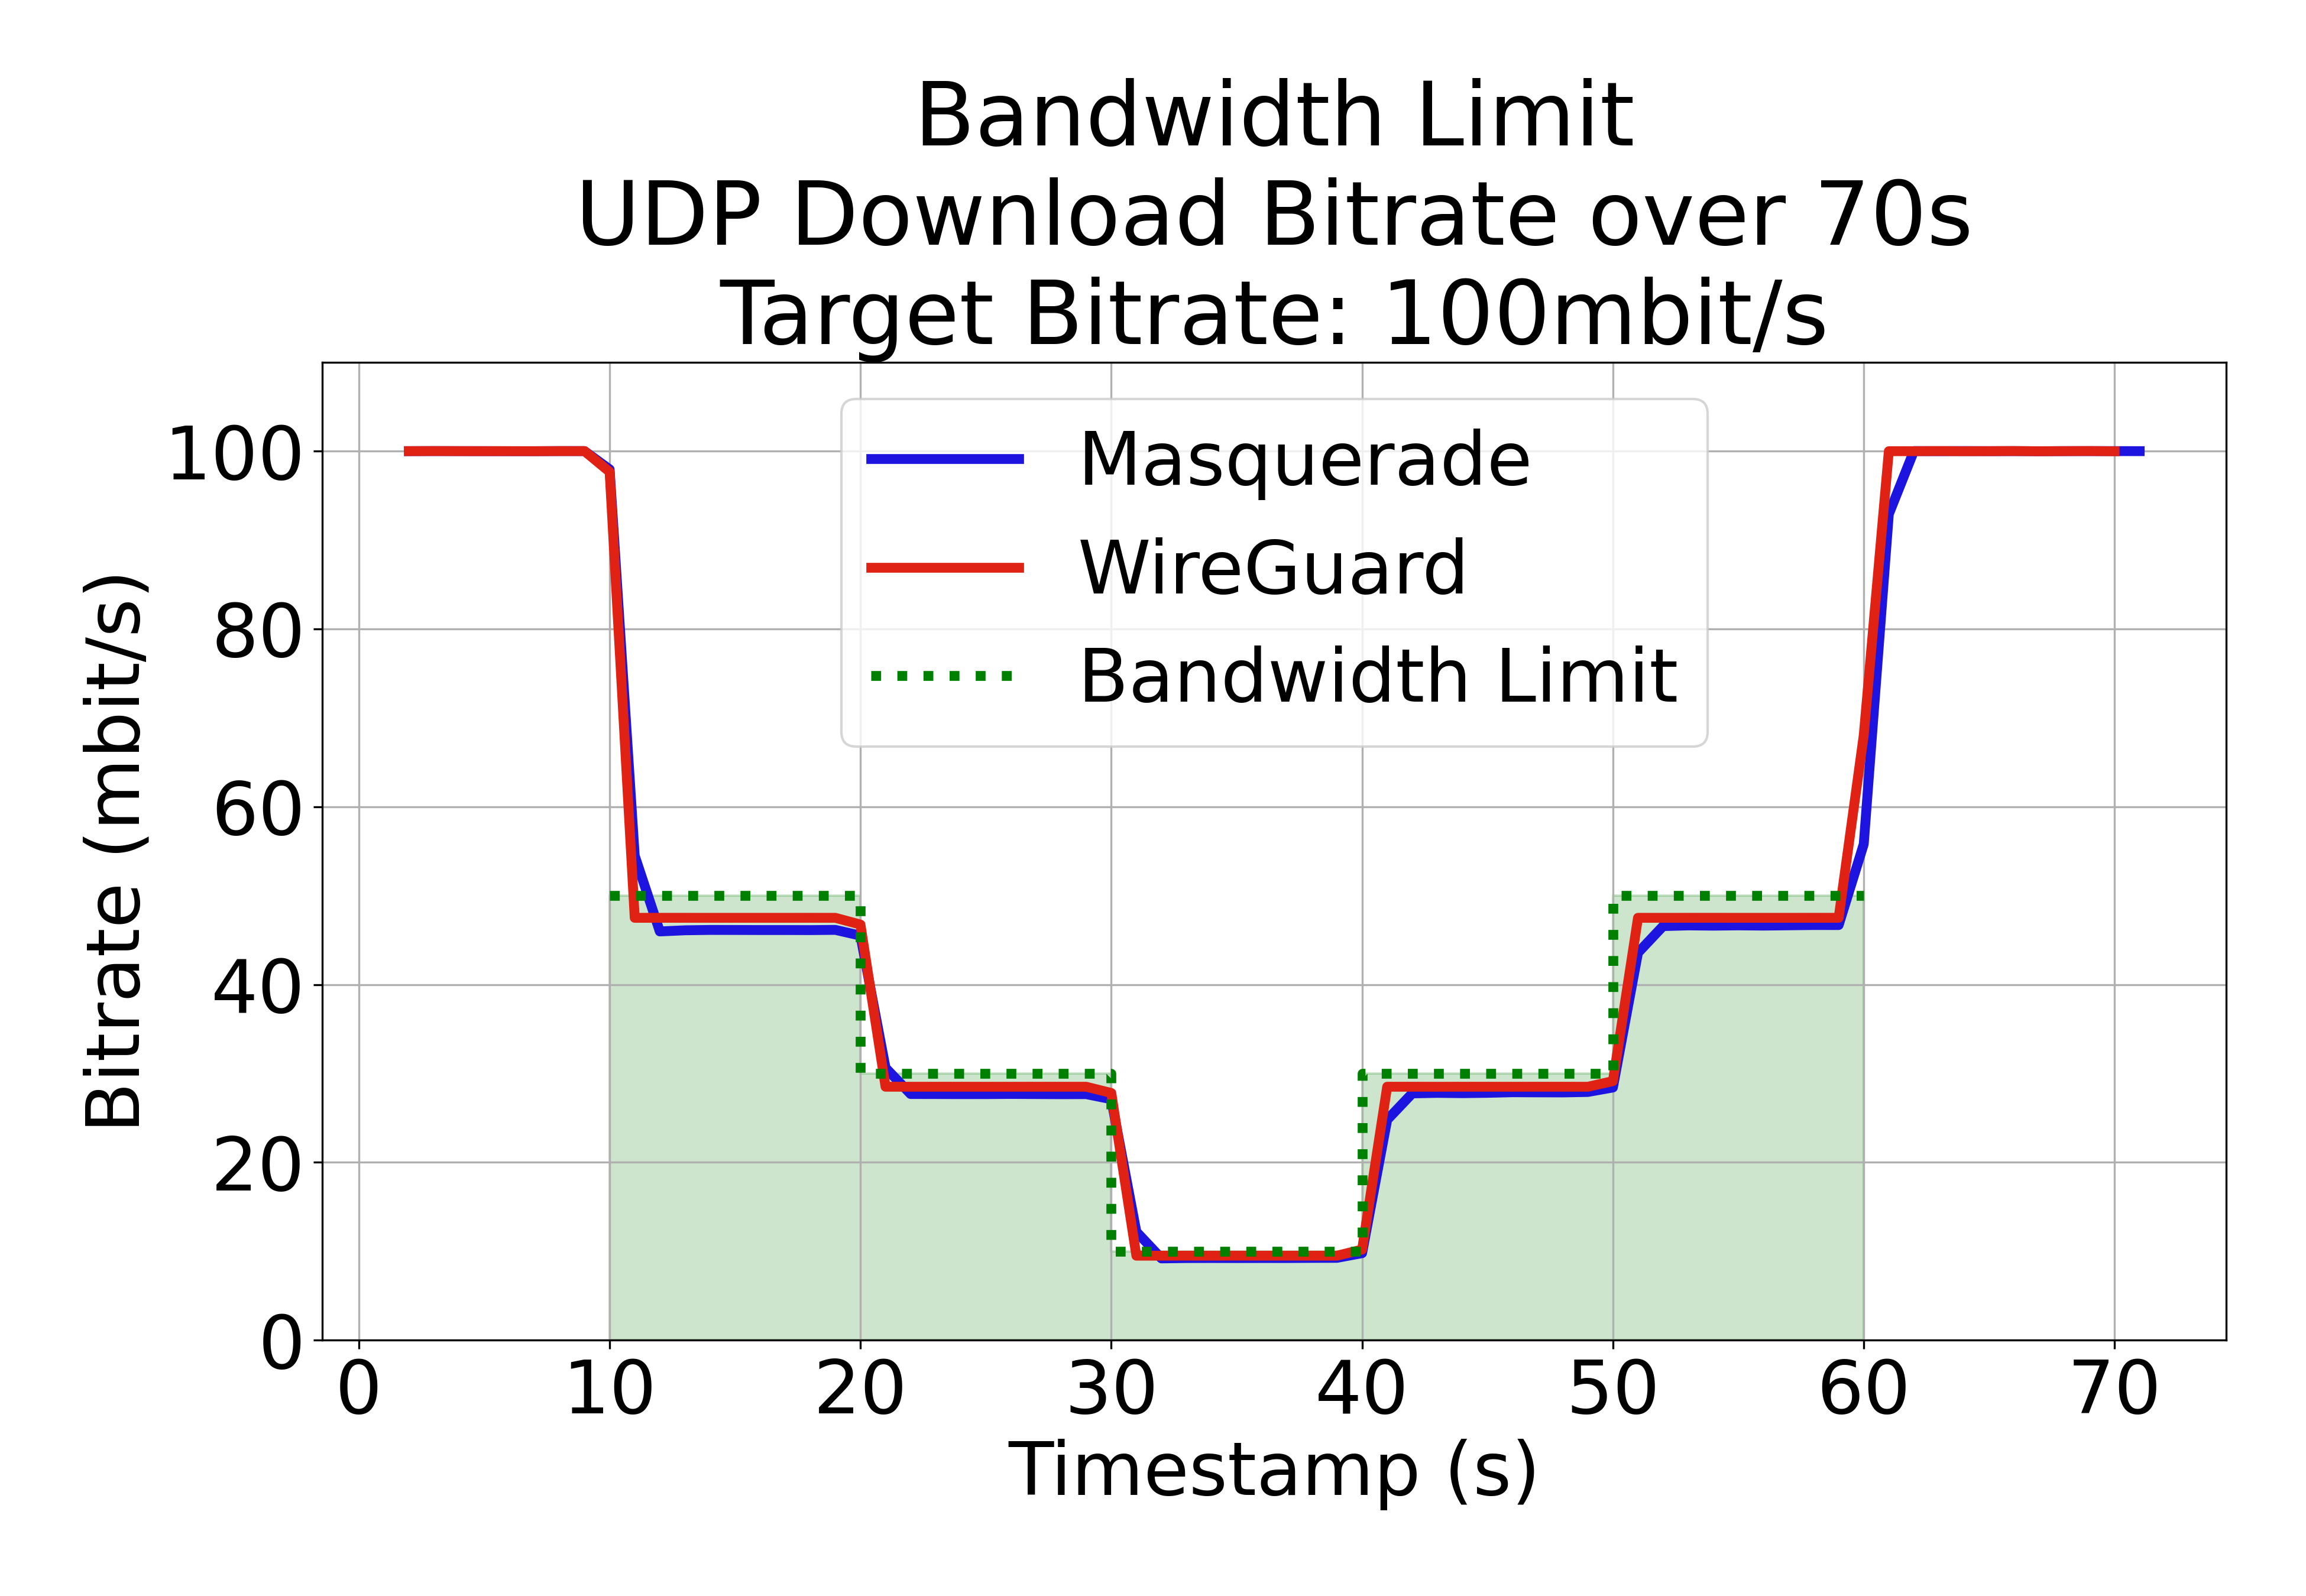 Bandwidth Limit
UDP Download Bitrate over 70s
Target Bitrate: 100mbit/s
Masquerade
WireGuard
Bandwidth Limit
Bitrate (mbit/s)
100
80
60
40
20
0
0 10 20 30 40 50 60 70
Timestamp (s)